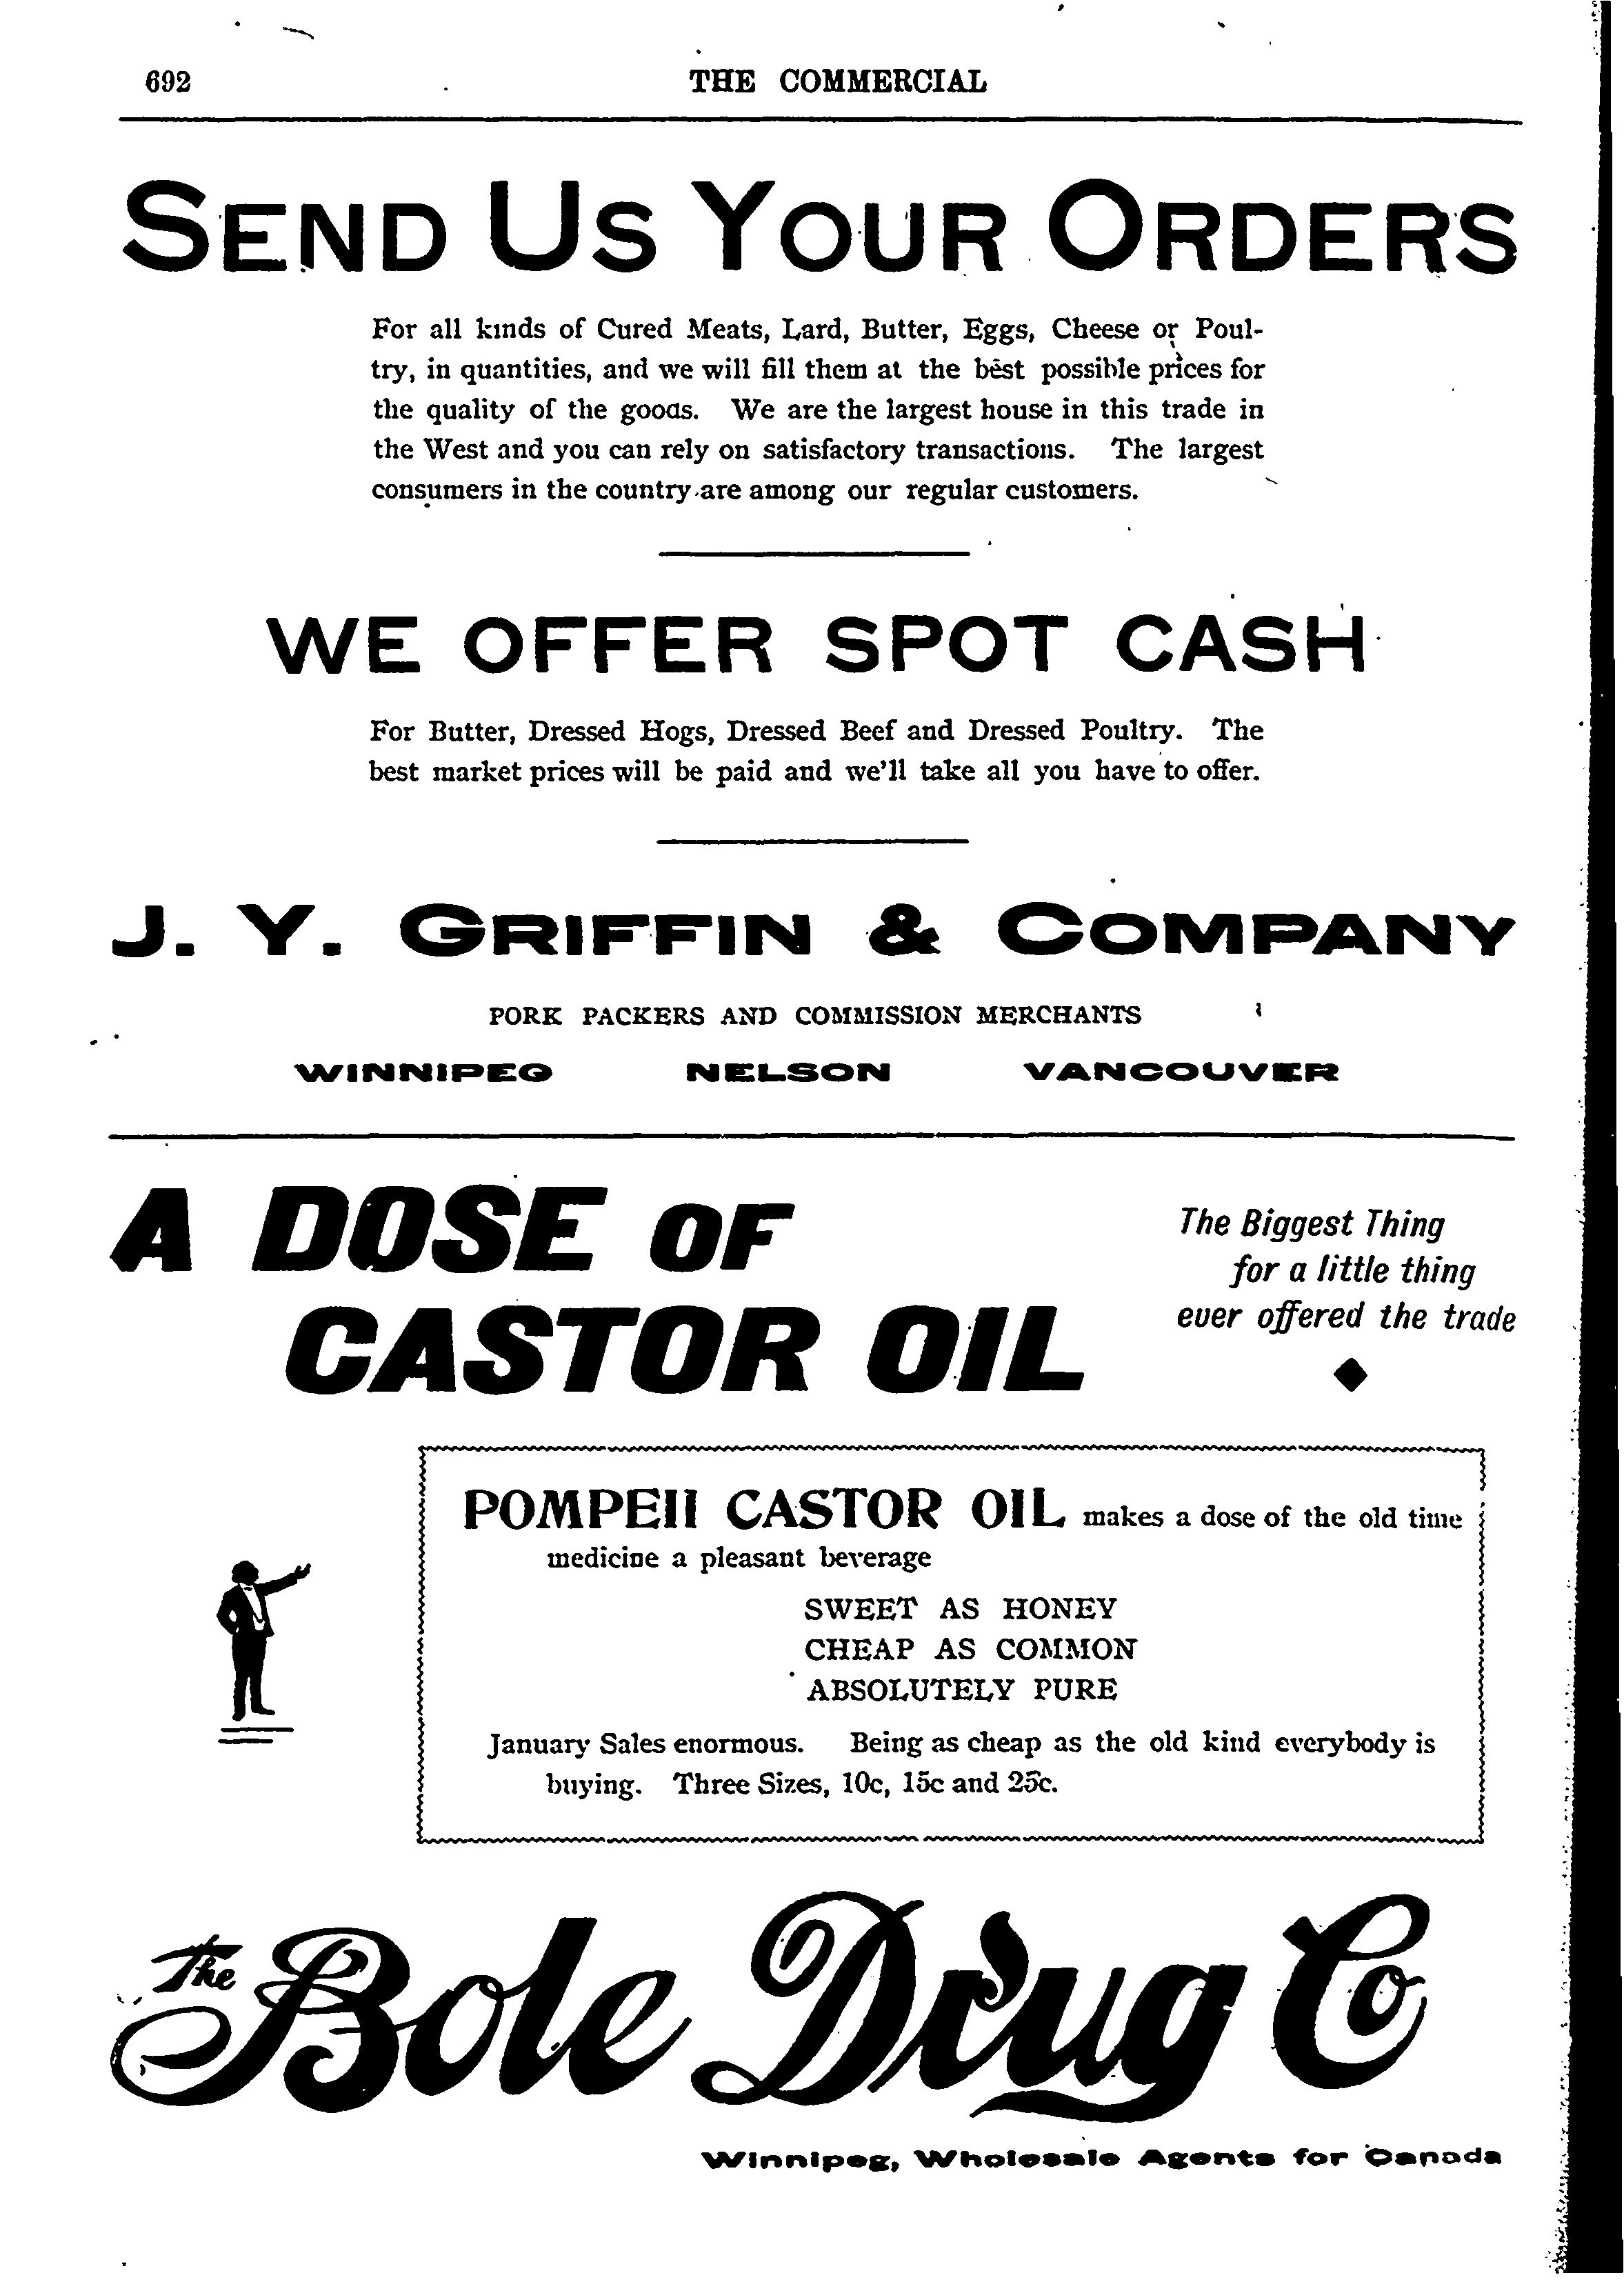 692
THE COMMERCIAL
SEND US YOUR ORDERS
For all kinds of Cured Meats, Lard, Butter, Eggs, Cheese or Poul-
try, in quantities, and we will fill them at the best possible prices for
the quality of the goods. We are the largest house in this trade in
the West and you can rely on satisfactory transactions. The largest
consumers in the country are among our regular customers.
WE OFFER SPOT CASH
For Butter, Dressed Hogs, Dressed Beef and Dressed Poultry. The
best market prices will be paid and we'll take all you have to offer.
J. Y. GRIFFIN & COMPANY
PORK PACKERS AND COMMISSION MERCHANTS
WINNIPEG NELSON VANCOUVER
A DOSE OF
CASTOR OIL
The Biggest Thing
for a little thing
ever offered the trade
POMPEII CASTOR OIL makes a dose of the old time
medicine a pleasant beverage
SWEET AS HONEY
CHEAP AS COMMON
ABSOLUTELY PURE
January Sales enormous. Being as cheap as the old kind everybody is
buying. Three Sizes, 10c, 15c and 25c.
The Bole Drug Co
Winnipeg, Wholesale Agents for Canada